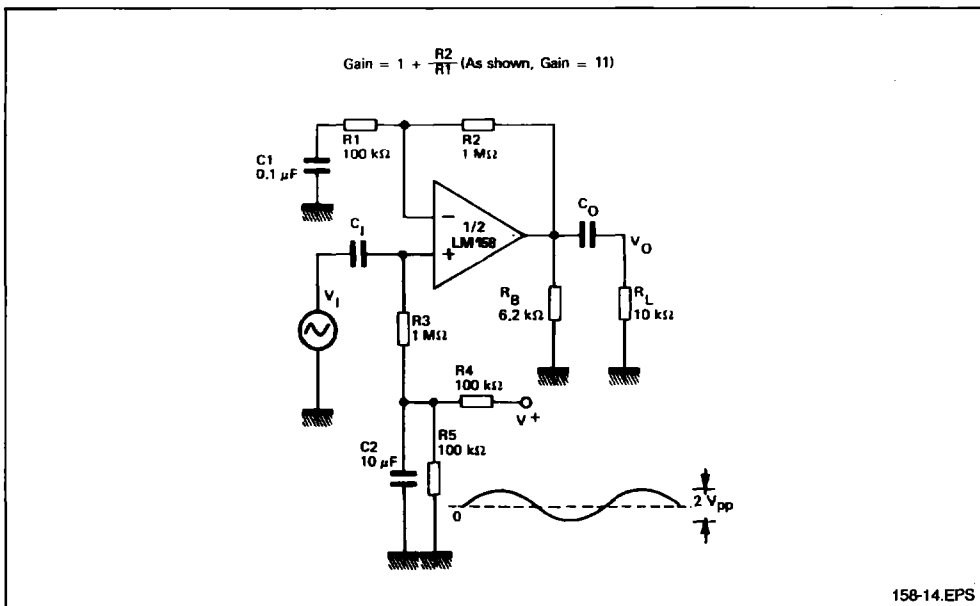 Gain = 1 + R2/R1 (As shown, Gain = 11)
R1
100 kΩ
R2
1 MΩ
C1
0.1 μF
1/2
LM158
C_I
C_O
V_O
V_I
R3
1 MΩ
R_B
6.2 kΩ
R_L
10 kΩ
R4
100 kΩ
V+
C2
10 μF
R5
100 kΩ
0
2 Vpp
158-14.EPS